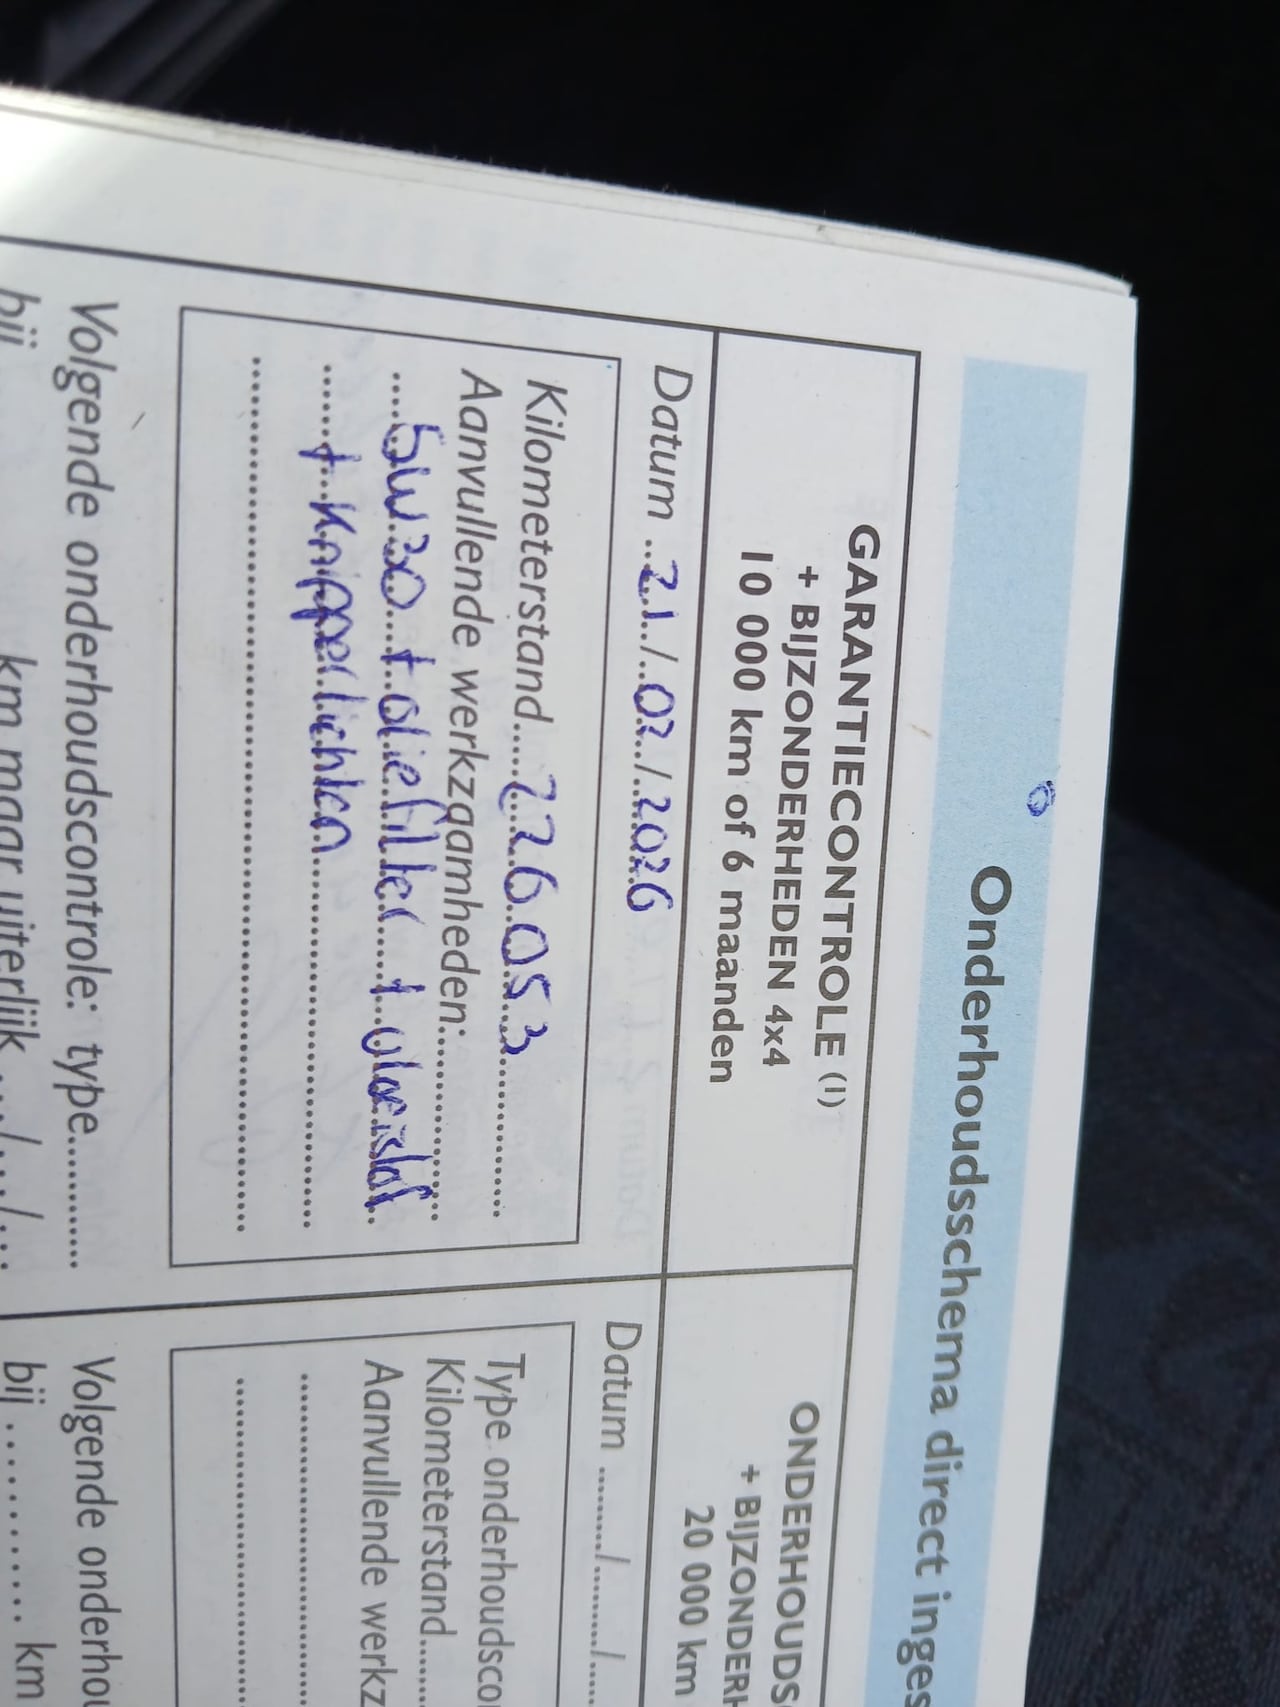 Onderhoudsschema direct inges
GARANTIECONTROLE (1)
+ BIJZONDERHEDEN 4x4
10 000 km of 6 maanden
Datum ...21../..02../..2026
Kilometerstand.....226053...............
Aanvullende werkzaamheden:...............
....5W30 + oliefilter + olie
......+ Knipperlichten...............
...............
Volgende onderhoudscontrole: type...........
bij km maar uiterlijk..../..../....
ONDERHOUDS
+ BIJZONDERH
20 000 km
Datum ......../......../....
Type onderhoudscon
Kilometerstand......
Aanvullende werkz
...............
...............
Volgende onderhou
bij ........... km